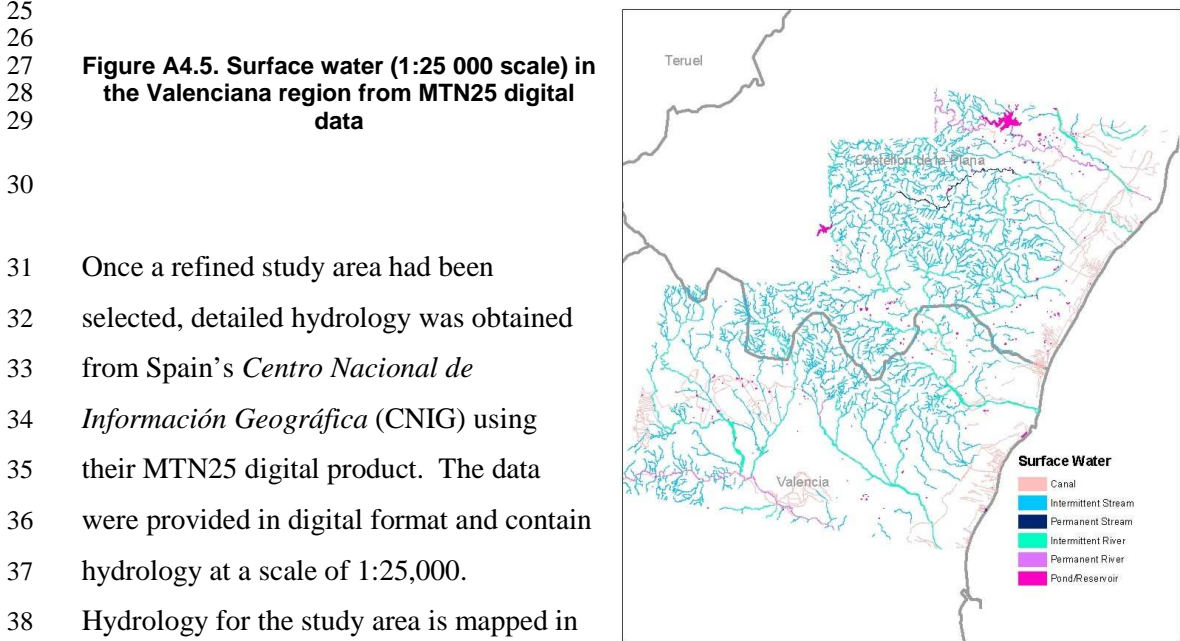 25
26
27 Figure A4.5. Surface water (1:25 000 scale) in
28 the Valenciana region from MTN25 digital
29 data
30
31 Once a refined study area had been
32 selected, detailed hydrology was obtained
33 from Spain's Centro Nacional de
34 Información Geográfica (CNIG) using
35 their MTN25 digital product.  The data
36 were provided in digital format and contain
37 hydrology at a scale of 1:25,000.
38 Hydrology for the study area is mapped in
Teruel
Castellon de la Plana
Valencia
Surface Water
Canal
Intermittent Stream
Permanent Stream
Intermittent River
Permanent River
Pond/Reservoir